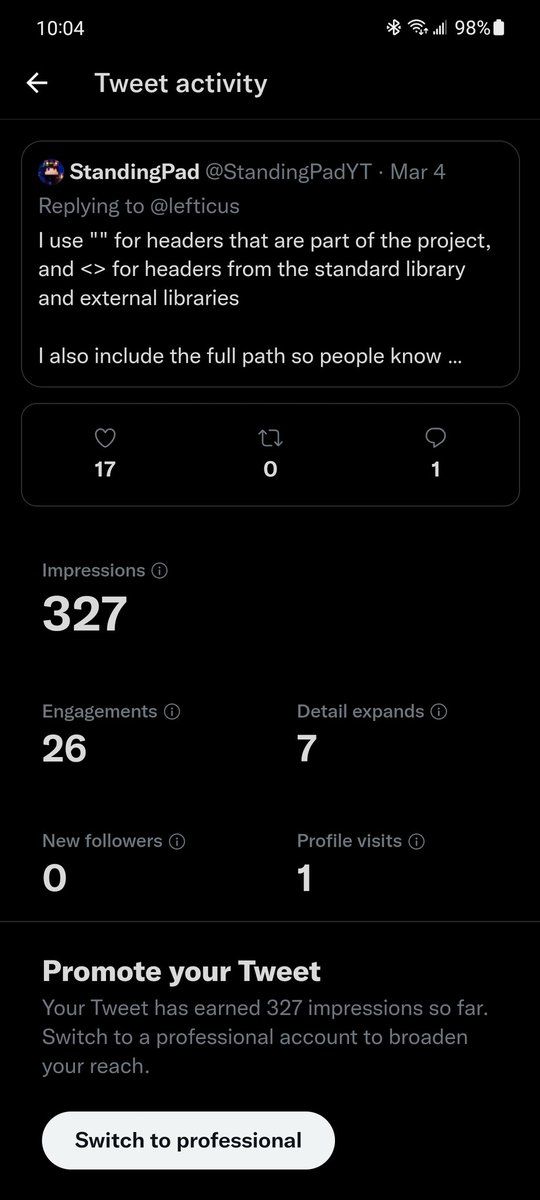 10:04 98%
Tweet activity
StandingPad @StandingPadYT · Mar 4
Replying to @lefticus
I use "" for headers that are part of the project,
and <> for headers from the standard library
and external libraries
I also include the full path so people know ...
17 0 1
Impressions
327
Engagements Detail expands
26 7
New followers Profile visits
0 1
Promote your Tweet
Your Tweet has earned 327 impressions so far.
Switch to a professional account to broaden
your reach.
Switch to professional